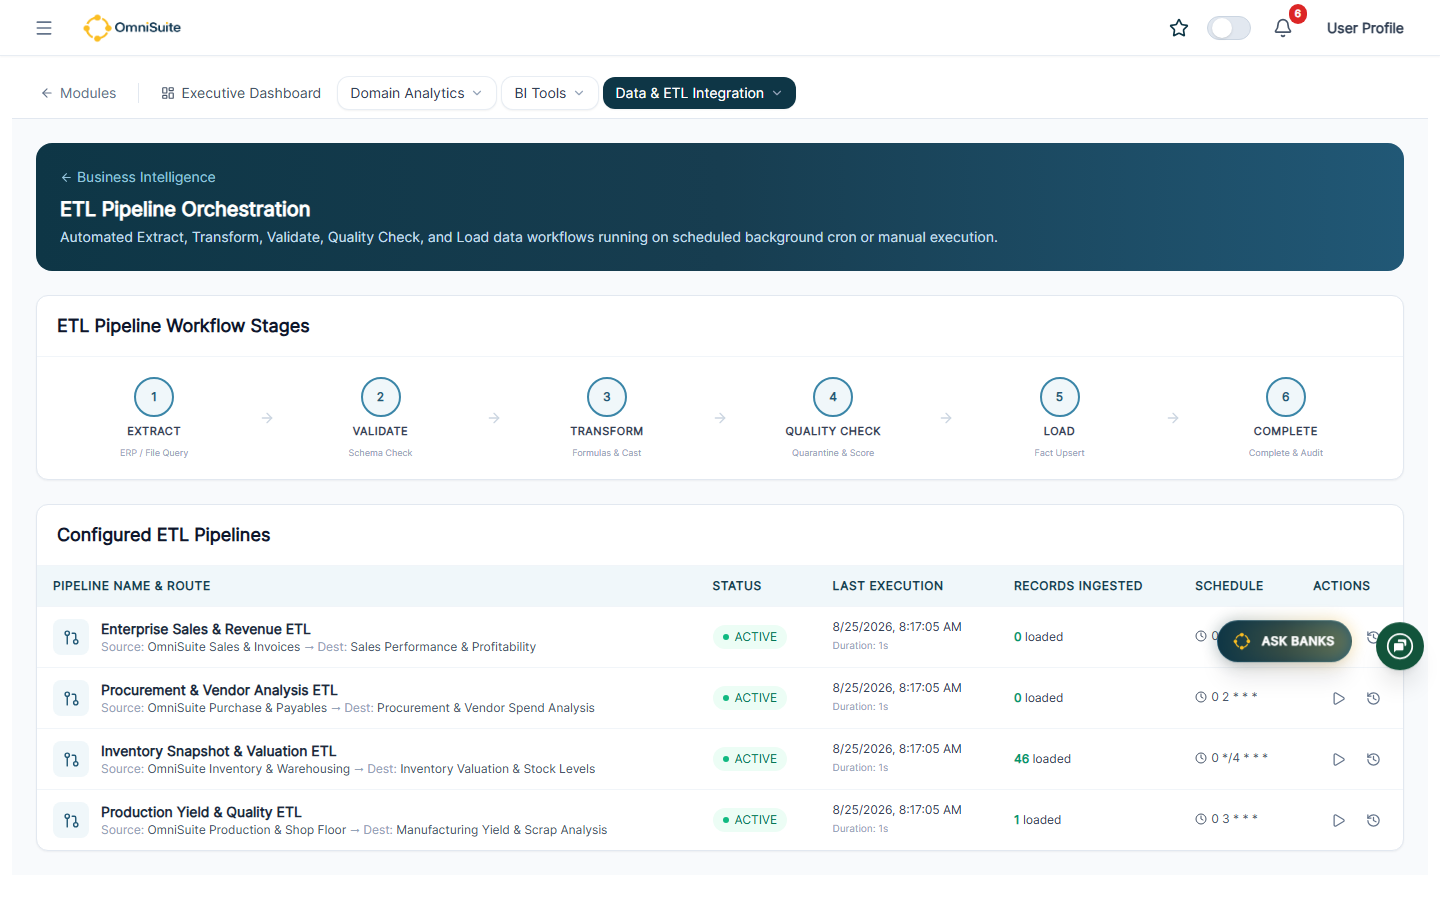 OmniSuite
6
User Profile
Modules
Executive Dashboard
Domain Analytics
BI Tools
Data & ETL Integration
← Business Intelligence
ETL Pipeline Orchestration
Automated Extract, Transform, Validate, Quality Check, and Load data workflows running on scheduled background cron or manual execution.
ETL Pipeline Workflow Stages
1
EXTRACT
ERP / File Query
2
VALIDATE
Schema Check
3
TRANSFORM
Formulas & Cast
4
QUALITY CHECK
Quarantine & Score
5
LOAD
Fact Upsert
6
COMPLETE
Complete & Audit
Configured ETL Pipelines
PIPELINE NAME & ROUTE STATUS LAST EXECUTION RECORDS INGESTED SCHEDULE ACTIONS
Enterprise Sales & Revenue ETL
Source: OmniSuite Sales & Invoices → Dest: Sales Performance & Profitability
ACTIVE
8/25/2026, 8:17:05 AM
Duration: 1s
0 loaded
0
ASK BANKS
Procurement & Vendor Analysis ETL
Source: OmniSuite Purchase & Payables → Dest: Procurement & Vendor Spend Analysis
ACTIVE
8/25/2026, 8:17:05 AM
Duration: 1s
0 loaded
0 2 * * *
Inventory Snapshot & Valuation ETL
Source: OmniSuite Inventory & Warehousing → Dest: Inventory Valuation & Stock Levels
ACTIVE
8/25/2026, 8:17:05 AM
Duration: 1s
46 loaded
0 */4 * * *
Production Yield & Quality ETL
Source: OmniSuite Production & Shop Floor → Dest: Manufacturing Yield & Scrap Analysis
ACTIVE
8/25/2026, 8:17:05 AM
Duration: 1s
1 loaded
0 3 * * *